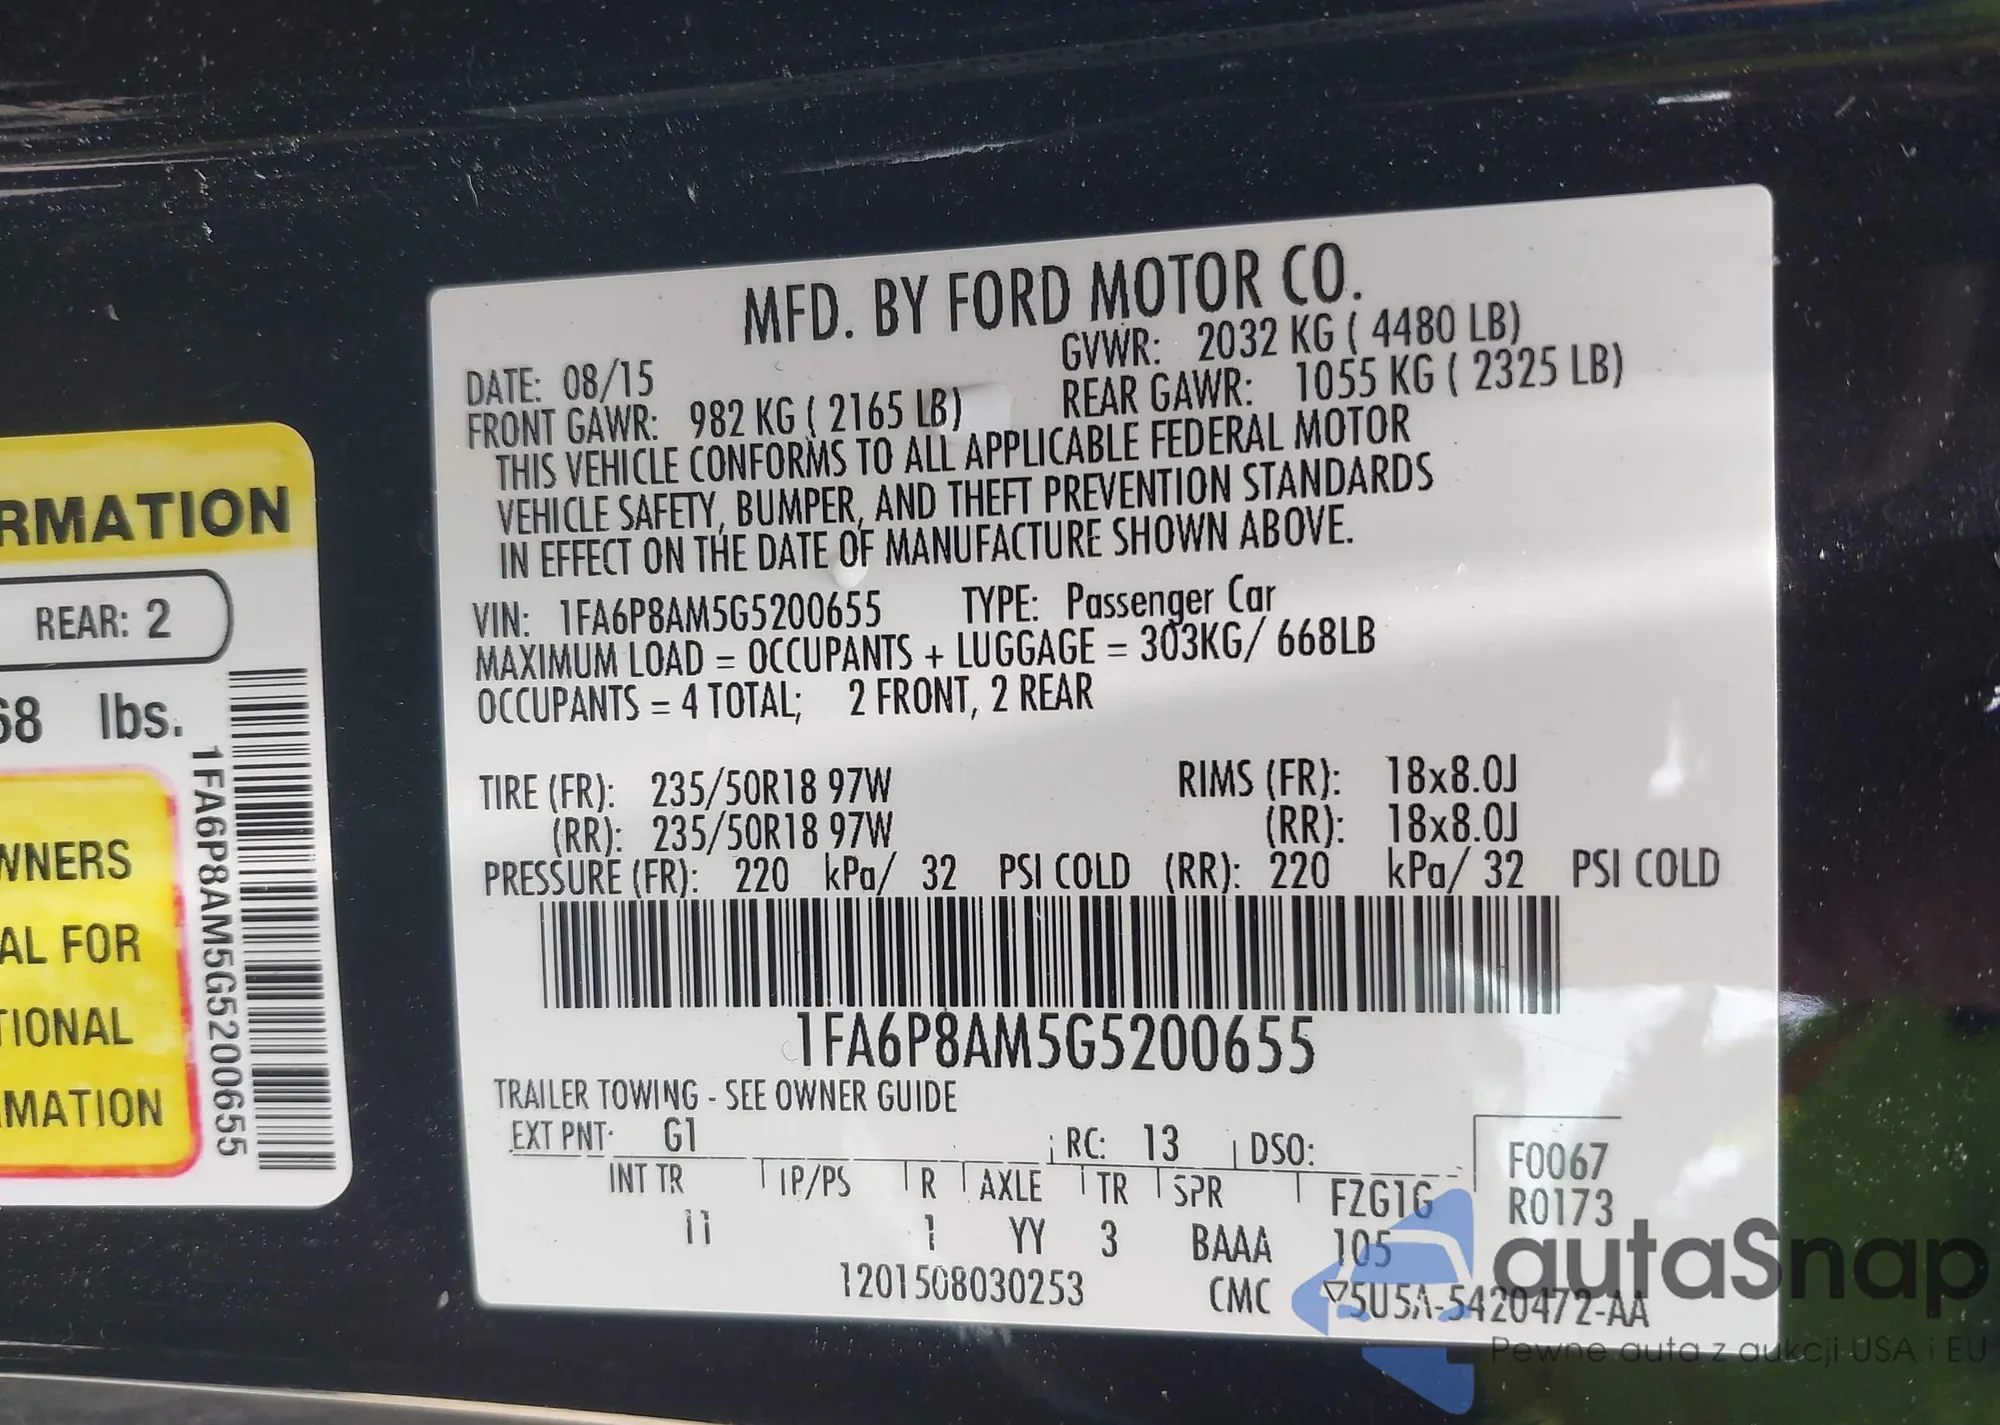 MFD. BY FORD MOTOR CO.
DATE: 08/15
GVWR: 2032 KG ( 4480 LB)
FRONT GAWR: 982 KG ( 2165 LB)
REAR GAWR: 1055 KG ( 2325 LB)
THIS VEHICLE CONFORMS TO ALL APPLICABLE FEDERAL MOTOR
VEHICLE SAFETY, BUMPER, AND THEFT PREVENTION STANDARDS
IN EFFECT ON THE DATE OF MANUFACTURE SHOWN ABOVE.
VIN: 1FA6P8AM5G5200655 TYPE: Passenger Car
MAXIMUM LOAD = OCCUPANTS + LUGGAGE = 303KG/ 668LB
OCCUPANTS = 4 TOTAL; 2 FRONT, 2 REAR
TIRE (FR): 235/50R18 97W RIMS (FR): 18x8.0J
(RR): 235/50R18 97W (RR): 18x8.0J
PRESSURE (FR): 220 kPa/ 32 PSI COLD (RR): 220 kPa/ 32 PSI COLD
1FA6P8AM5G5200655
TRAILER TOWING - SEE OWNER GUIDE
EXT PNT: G1 RC: 13 DSO:
F0067
INT TR IP/PS R AXLE TR SPR FZG1G
R0173
11 1 YY 3 BAAA 105
1201508030253 CMC ▽5U5A-5420472-AA
RMATION
REAR: 2
68 lbs.
WNERS
AL FOR
TIONAL
MATION
1FA6P8AM5G5200655
autaSnap
Pewne auta z aukcji USA i EU